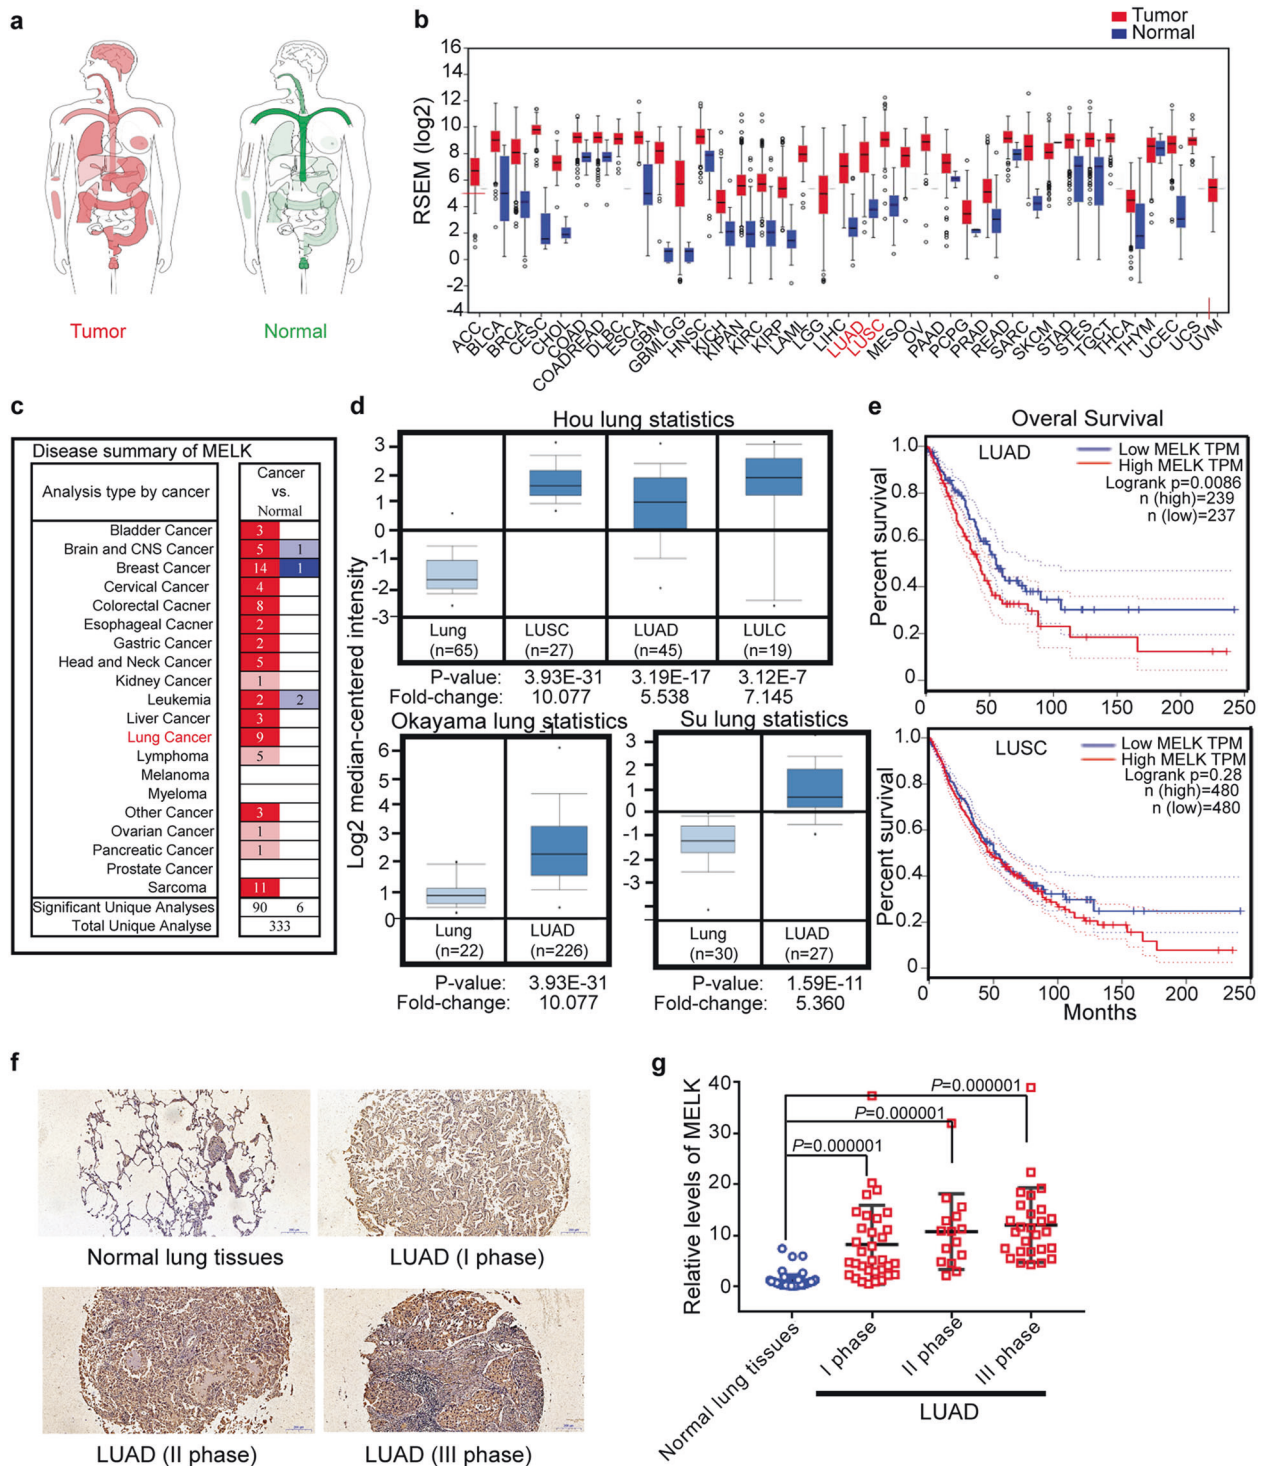 a
Tumor
Normal
b
Tumor
Normal
RSEM (log2)
16
14
12
10
8
6
4
2
0
-2
-4
ACC
BLCA
BRCA
CESC
CHOL
COAD
COADREAD
DLBC
ESCA
GBM
GBMLGG
HNSC
KICH
KIPAN
KIRC
KIRP
LAML
LGG
LIHC
LUAD
LUSC
MESO
OV
PAAD
PCPG
PRAD
READ
SARC
SKCM
STAD
STES
TGCT
THCA
THYM
UCEC
UCS
UVM
c
Disease summary of MELK
Analysis type by cancer
Cancer
vs.
Normal
Bladder Cancer 3
Brain and CNS Cancer 5 1
Breast Cancer 14 1
Cervical Cancer 4
Colorectal Cacner 8
Esophageal Cacner 2
Gastric Cancer 2
Head and Neck Cancer 5
Kidney Cancer 1
Leukemia 2 2
Liver Cancer 3
Lung Cancer 9
Lymphoma 5
Melanoma
Myeloma
Other Cancer 3
Ovarian Cancer 1
Pancreatic Cancer 1
Prostate Cancer
Sarcoma 11
Significant Unique Analyses 90 6
Total Unique Analyse 333
d
Log2 median-centered intensity
Hou lung statistics
3
2
1
0
-1
-2
-3
Lung LUSC LUAD LULC
(n=65) (n=27) (n=45) (n=19)
P-value: 3.93E-31 3.19E-17 3.12E-7
Fold-change: 10.077 5.538 7.145
Okayama lung statistics
6
4
3
2
1
0
Lung LUAD
(n=22) (n=226)
P-value: 3.93E-31
Fold-change: 10.077
Su lung statistics
3
2
1
0
-1
-2
-3
Lung LUAD
(n=30) (n=27)
P-value: 1.59E-11
Fold-change: 5.360
e
Overal Survival
Percent survival
1.0
0.8
0.6
0.4
0.2
0
LUAD
Low MELK TPM
High MELK TPM
Logrank p=0.0086
n (high)=239
n (low)=237
0 50 100 150 200 250
Percent survival
1.0
0.8
0.6
0.4
0.2
0
LUSC
Low MELK TPM
High MELK TPM
Logrank p=0.28
n (high)=480
n (low)=480
0 50 100 150 200 250
Months
f
Normal lung tissues
LUAD (I phase)
LUAD (II phase)
LUAD (III phase)
g
Relative levels of MELK
40
30
20
10
0
P=0.000001
P=0.000001
P=0.000001
Normal lung tissues
I phase
II phase
III phase
LUAD